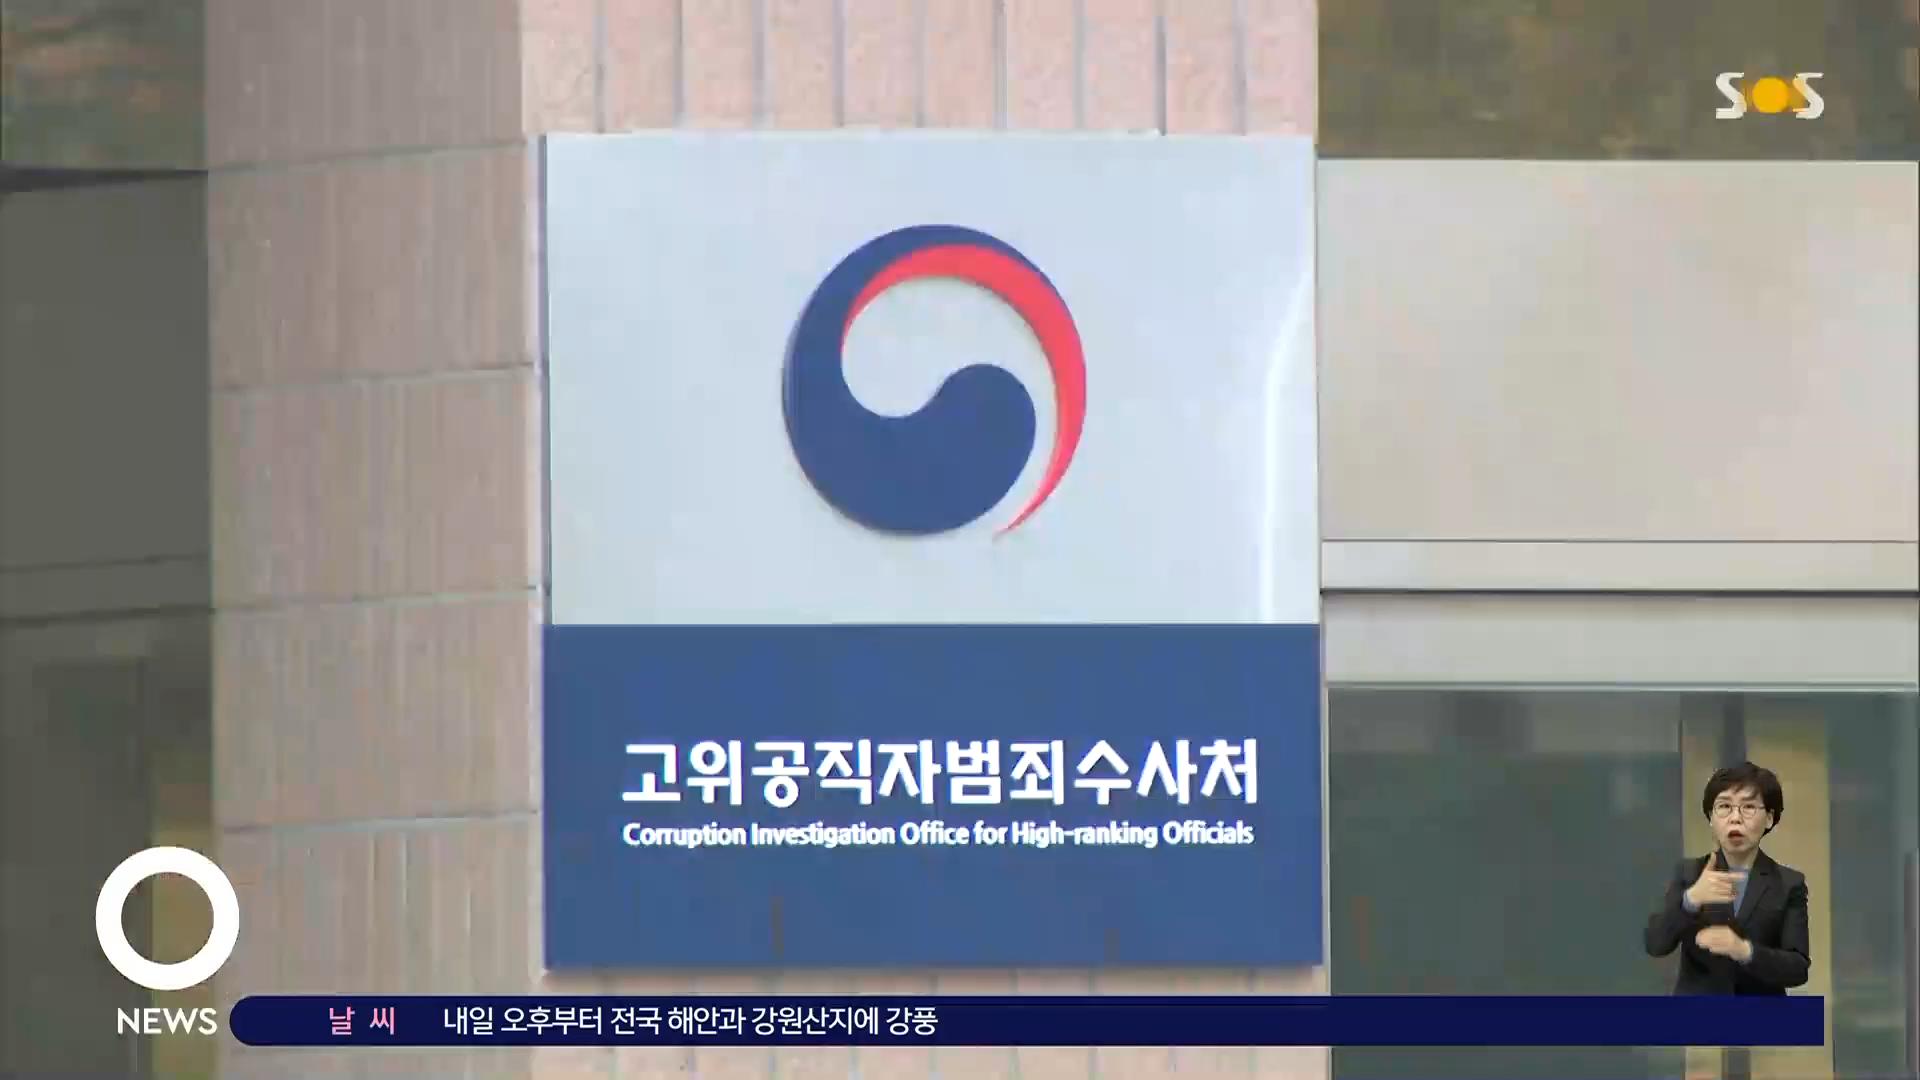 SOS
고위공직자범죄수사처
Corruption Investigation Office for High-ranking Officials
NEWS
날씨 내일 오후부터 전국 해안과 강원산지에 강풍